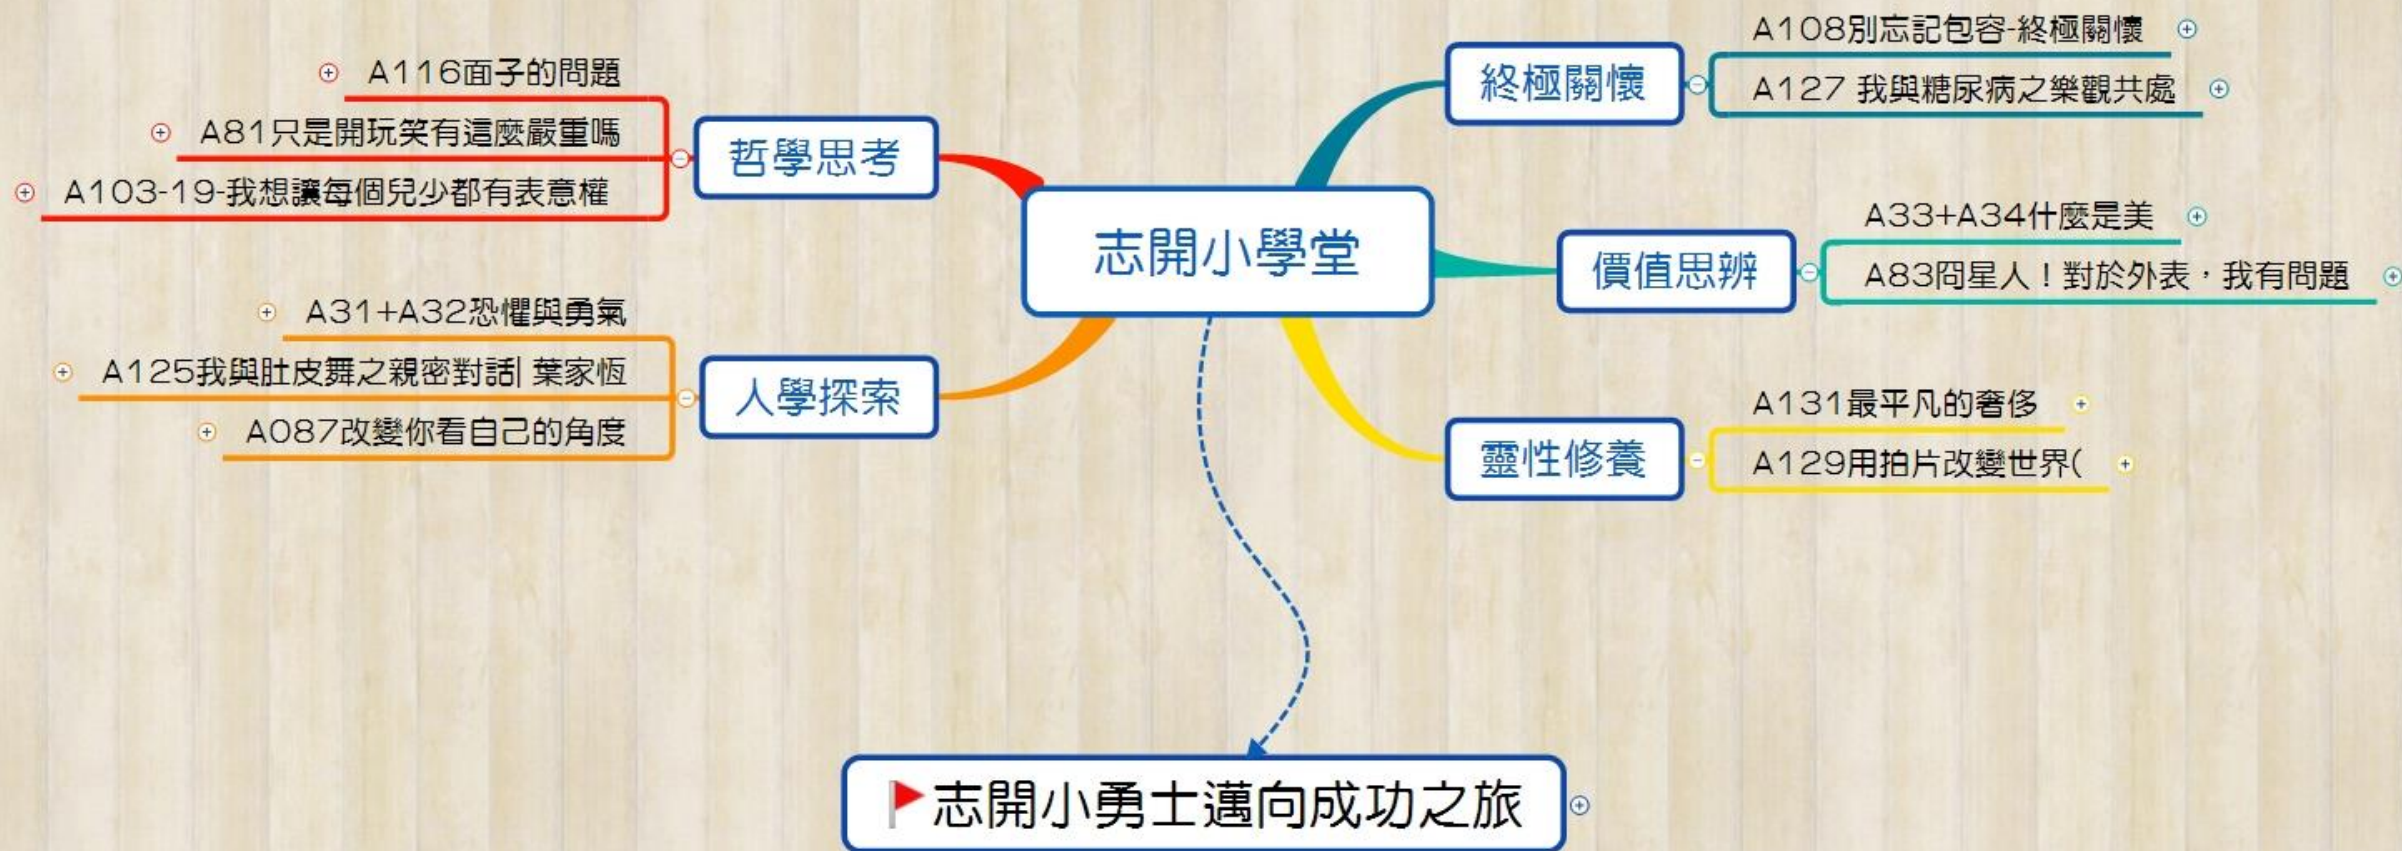 志開小學堂
哲學思考
A116面子的問題
A81只是開玩笑有這麼嚴重嗎
A103-19-我想讓每個兒少都有表意權
人學探索
A31+A32恐懼與勇氣
A125我與肚皮舞之親密對話| 葉家恆
A087改變你看自己的角度
終極關懷
A108別忘記包容-終極關懷
A127 我與糖尿病之樂觀共處
價值思辨
A33+A34什麼是美
A83冏星人！對於外表，我有問題
靈性修養
A131最平凡的奢侈
A129用拍片改變世界(
志開小勇士邁向成功之旅